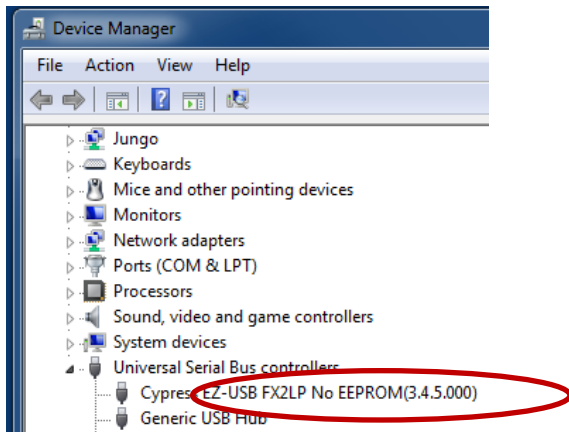 Device Manager
File Action View Help
Jungo
Keyboards
Mice and other pointing devices
Monitors
Network adapters
Ports (COM & LPT)
Processors
Sound, video and game controllers
System devices
Universal Serial Bus controllers
Cypress EZ-USB FX2LP No EEPROM(3.4.5.000)
Generic USB Hub